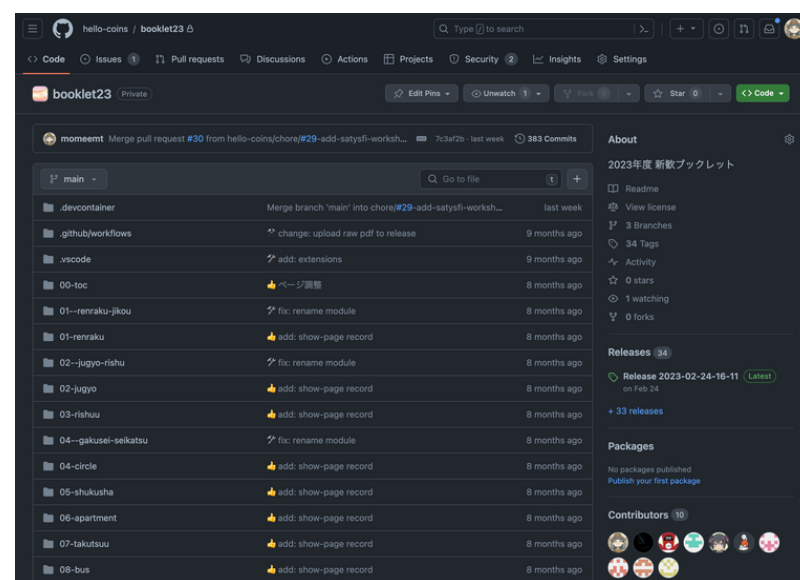 hello-coins / booklet23
Type / to search
Code Issues 1 Pull requests Discussions Actions Projects Security 2 Insights Settings
booklet23 Private Edit Pins Unwatch 1 Fork 0 Star 0 <> Code
momeemt Merge pull request #30 from hello-coins/chore/#29-add-satysfi-worksh... 7c3af2b · last week 383 Commits
main Go to file t
.devcontainer Merge branch 'main' into chore/#29-add-satysfi-worksh... last week
.github/workflows change: upload raw pdf to release 9 months ago
.vscode add: extensions 9 months ago
00-toc 👍 ページ調整 8 months ago
01--renraku-jikou fix: rename module 8 months ago
01-renraku 👍 add: show-page record 8 months ago
02--jugyo-rishu fix: rename module 8 months ago
02-jugyo 👍 add: show-page record 8 months ago
03-rishuu 👍 add: show-page record 8 months ago
04--gakusei-seikatsu fix: rename module 8 months ago
04-circle 👍 add: show-page record 8 months ago
05-shukusha 👍 add: show-page record 8 months ago
06-apartment 👍 add: show-page record 8 months ago
07-takutsuu 👍 add: show-page record 8 months ago
08-bus 👍 add: show-page record 8 months ago
About
2023年度 新歓ブックレット
Readme
View license
3 Branches
34 Tags
Activity
0 stars
1 watching
0 forks
Releases 34
Release 2023-02-24-16-11 Latest
on Feb 24
+ 33 releases
Packages
No packages published
Publish your first package
Contributors 10